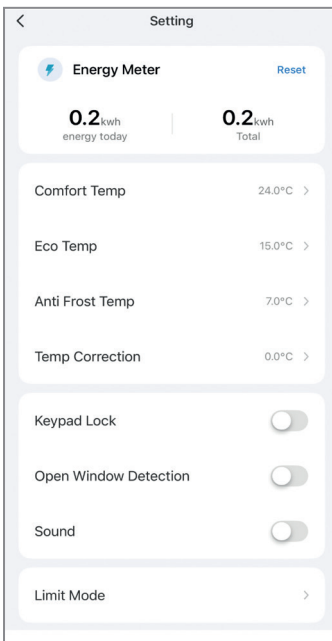 Setting
Energy Meter Reset
0.2kwh 0.2kwh
energy today Total
Comfort Temp 24.0°C
Eco Temp 15.0°C
Anti Frost Temp 7.0°C
Temp Correction 0.0°C
Keypad Lock
Open Window Detection
Sound
Limit Mode